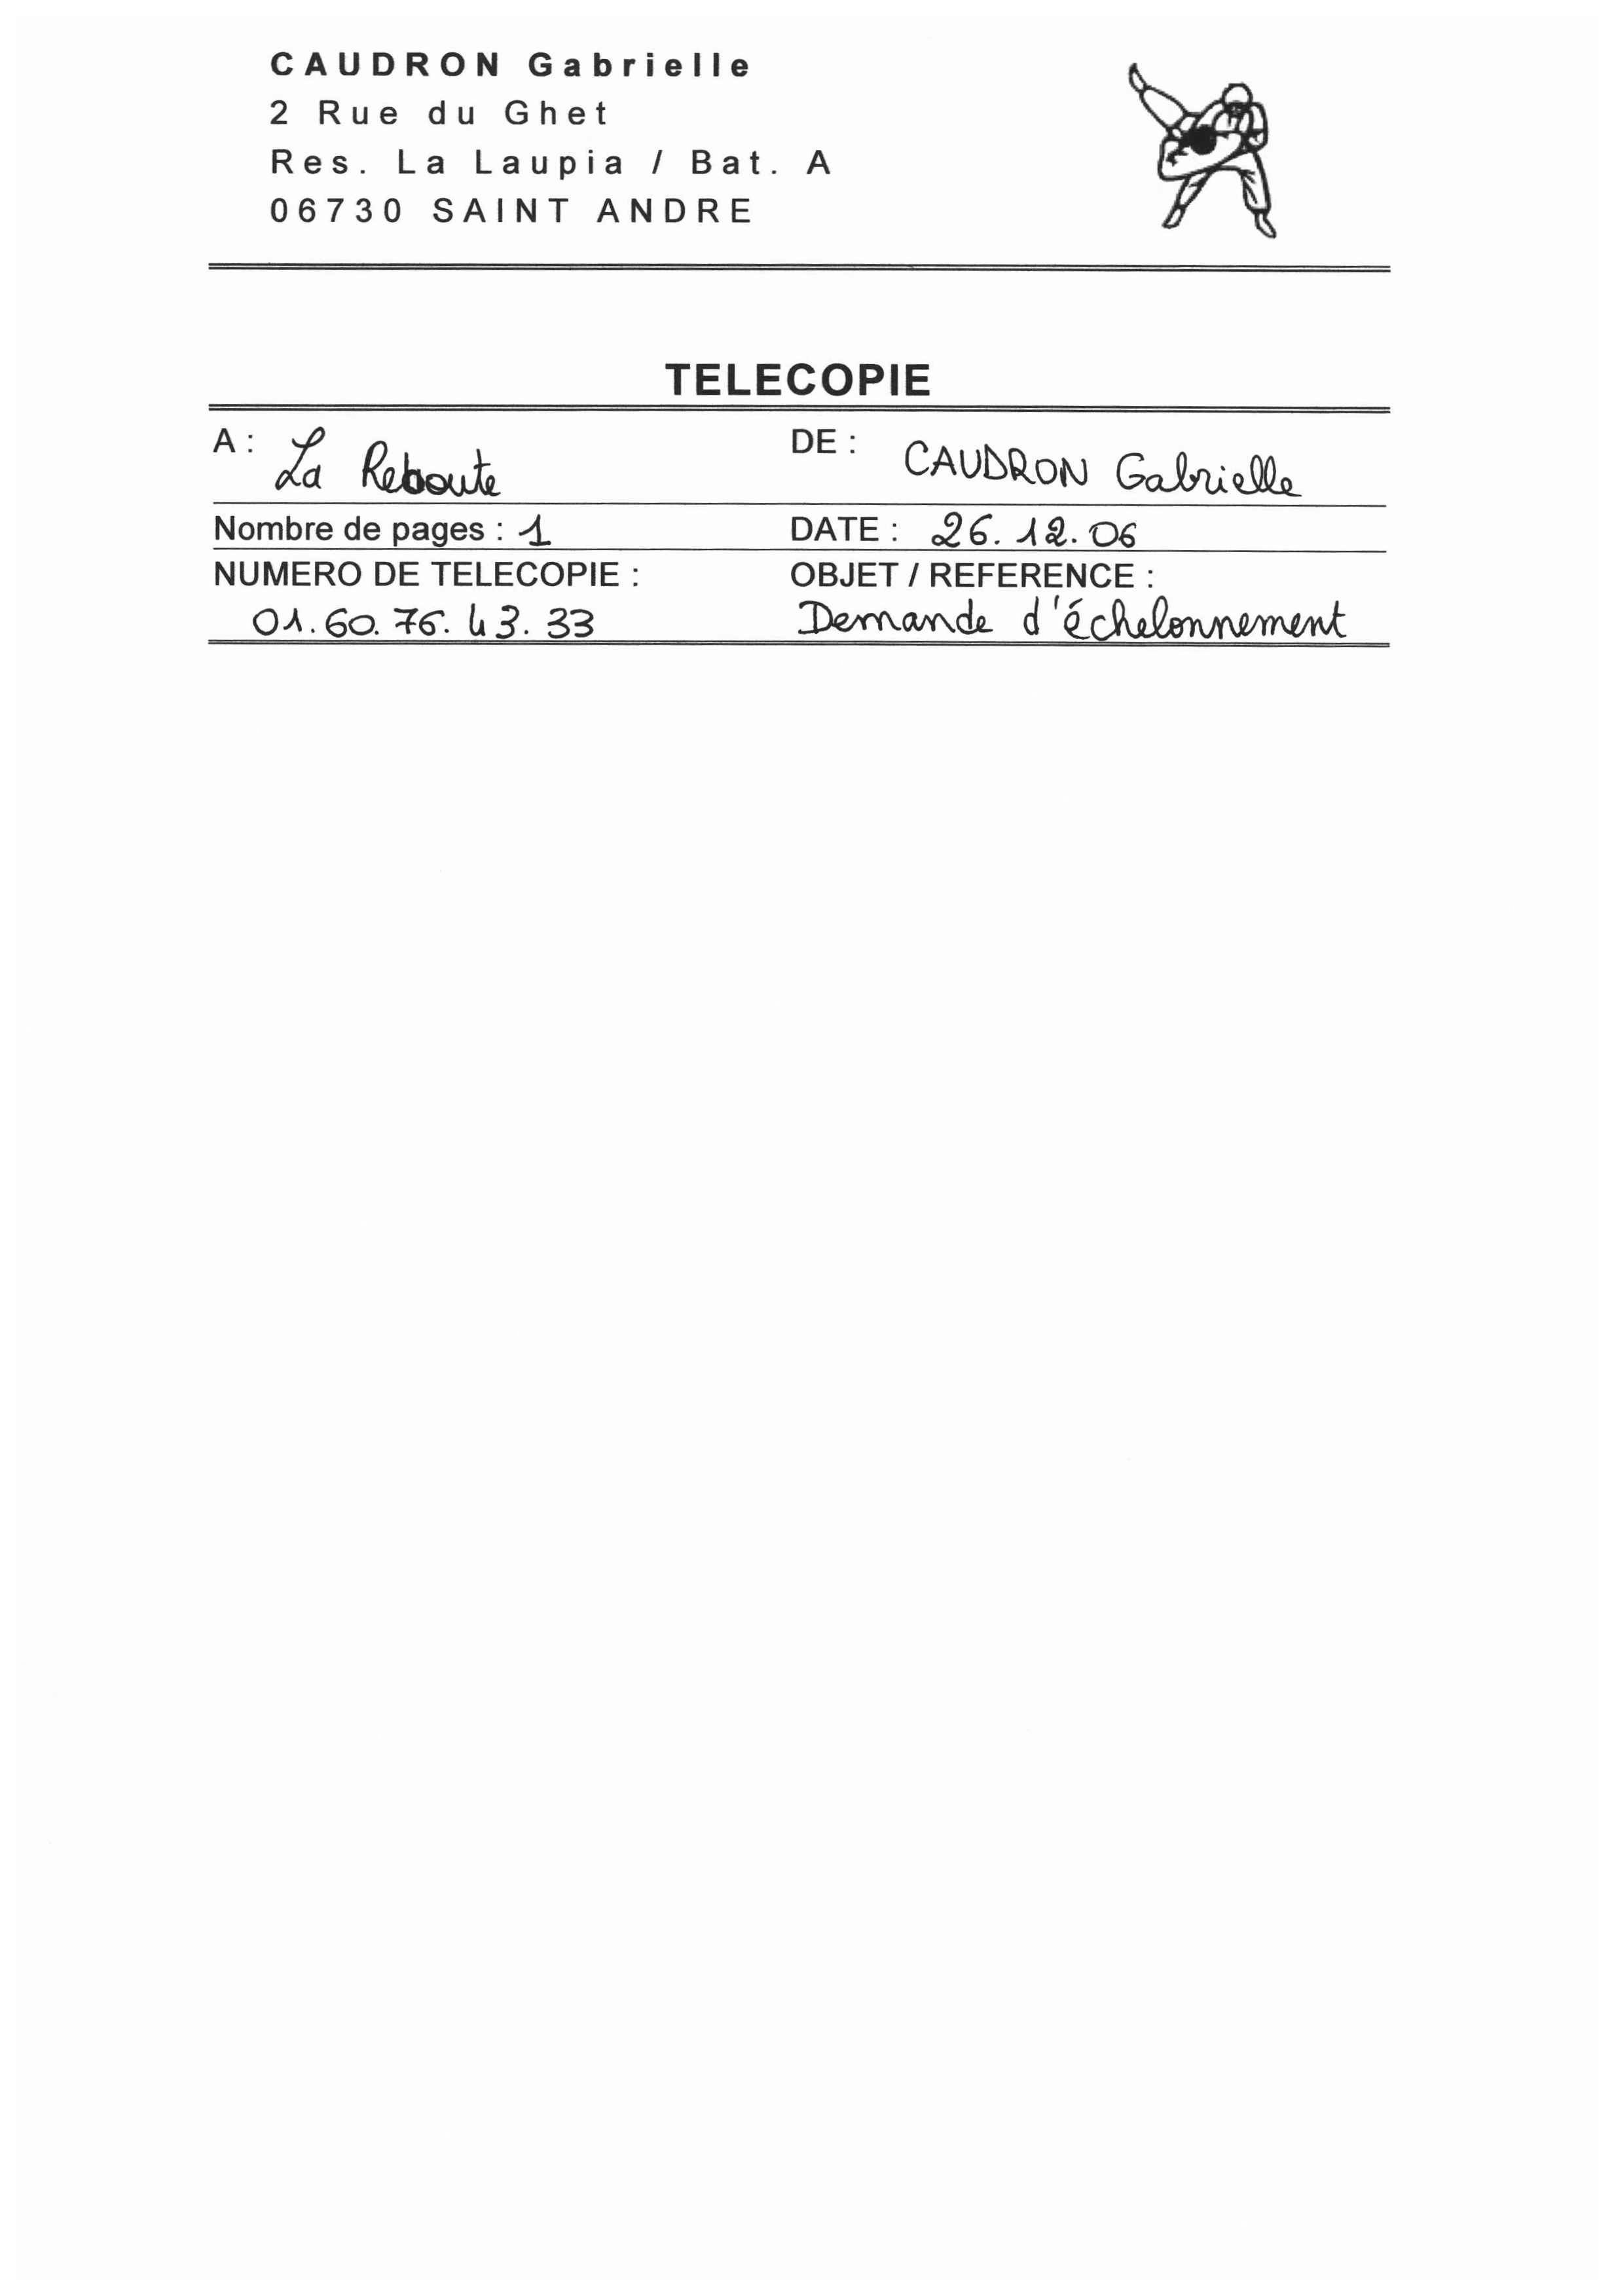 CAUDRON Gabrielle
2 Rue du Ghet
Res. La Laupia / Bat. A
06730 SAINT ANDRE
TELECOPIE
A : La Reboute
DE : CAUDRON Gabrielle
Nombre de pages : 1
DATE : 26.12.06
NUMERO DE TELECOPIE :
01.60.76.43.33
OBJET / REFERENCE :
Demande d'échelonnement